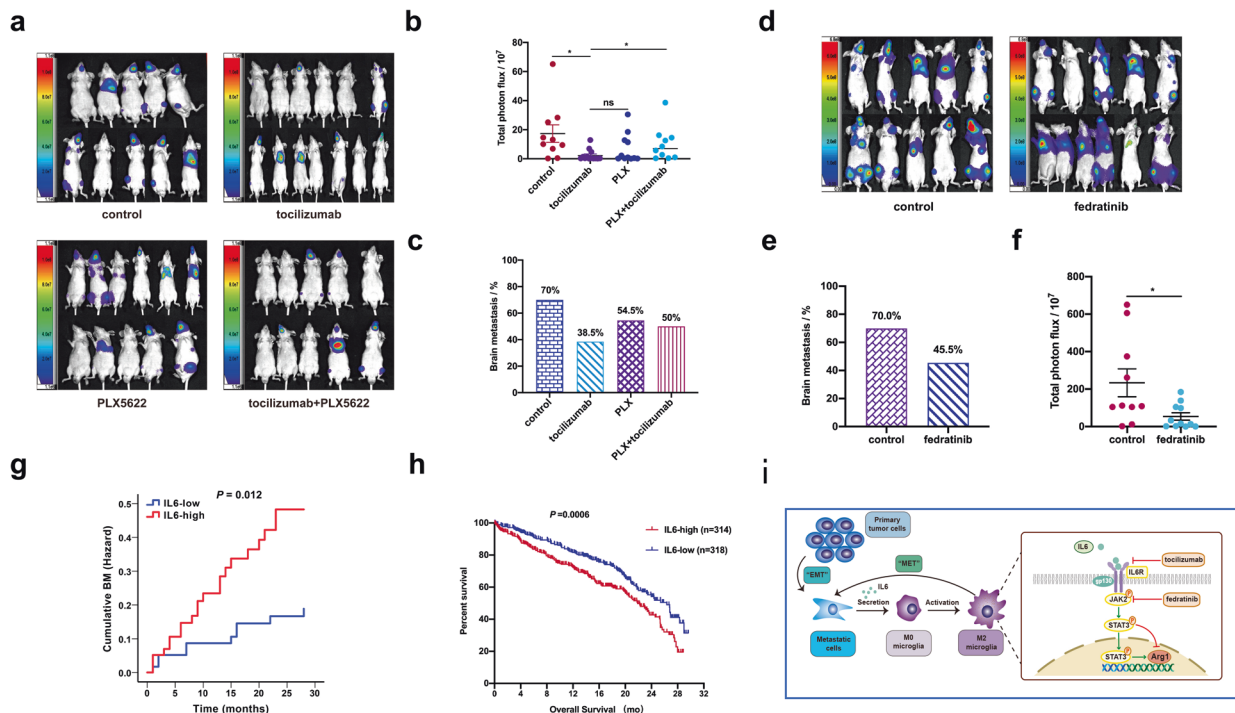 a
control
tocilizumab
PLX5622
tocilizumab+PLX5622
b
Total photon flux / 10⁷
80
60
40
20
0
*
*
ns
control
tocilizumab
PLX
PLX+tocilizumab
c
Brain metastasis / %
100
80
60
40
20
0
70%
38.5%
54.5%
50%
control
tocilizumab
PLX
PLX+tocilizumab
d
control
fedratinib
e
Brain metastasis / %
100
80
60
40
20
0
70.0%
45.5%
control
fedratinib
f
Total photon flux / 10⁷
800
600
400
200
0
*
control
fedratinib
g
P = 0.012
IL6-low
IL6-high
Cumulative BM (Hazard)
0.5
0.4
0.3
0.2
0.1
0
0 5 10 15 20 25 30
Time (months)
h
P=0.0006
IL6-high (n=314)
IL6-low (n=318)
Percent survival
100
80
60
40
20
0
0 4 8 12 16 20 24 28 32
Overall Survival (mo)
i
Primary
tumor cells
"EMT"
"MET"
IL6
Secretion
Activation
Metastatic
cells
M0
microglia
M2
microglia
IL6
tocilizumab
IL6R
gp130
P
JAK2
P
fedratinib
STAT3
P
STAT3
P
Arg1